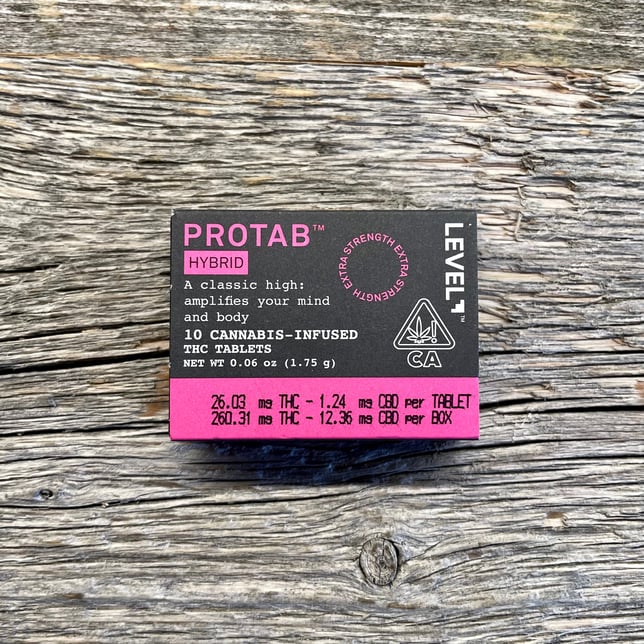 PROTAB™
HYBRID
A classic high:
amplifies your mind
and body
10 CANNABIS-INFUSED
THC TABLETS
NET WT 0.06 oz (1.75 g)
EXTRA STRENGTH EXTRA STRENGTH
LEVEL™
CA
26.03 mg THC - 1.24 mg CBD per TABLET
260.31 mg THC - 12.36 mg CBD per BOX